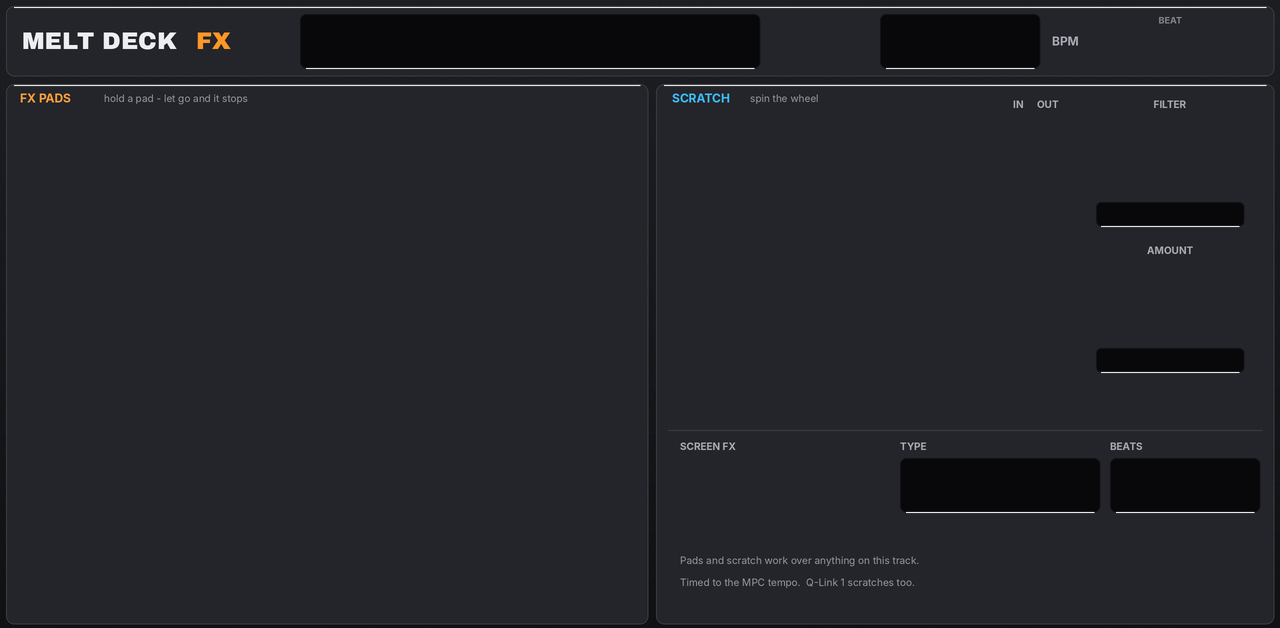 MELT DECK FX
BPM
BEAT
FX PADS
hold a pad - let go and it stops
SCRATCH
spin the wheel
IN
OUT
FILTER
AMOUNT
SCREEN FX
TYPE
BEATS
Pads and scratch work over anything on this track.
Timed to the MPC tempo. Q-Link 1 scratches too.